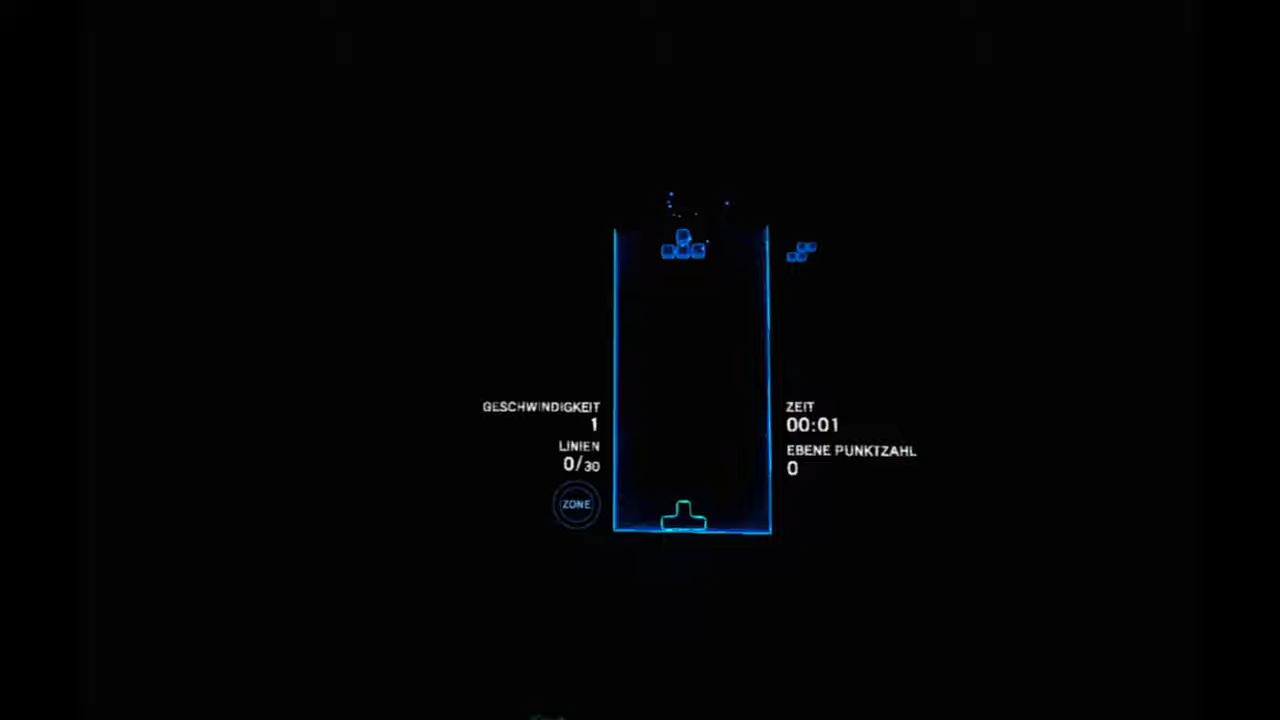 GESCHWINDIGKEIT
1
LINIEN
0/30
ZONE
ZEIT
00:01
EBENE PUNKTZAHL
0